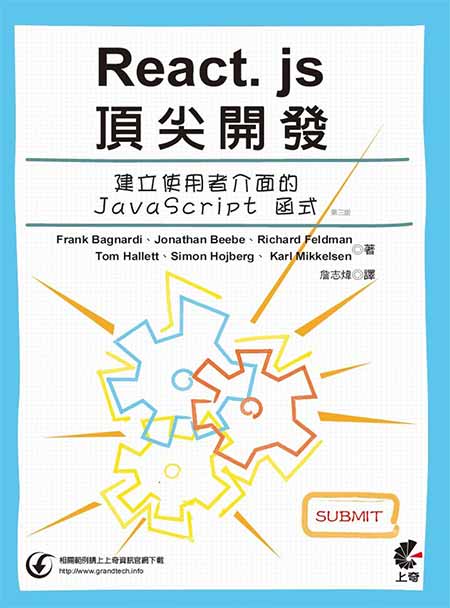 React. js
頂尖開發
建立使用者介面的
JavaScript 函式 第三版
Frank Bagnardi、Jonathan Beebe、Richard Feldman
Tom Hallett、Simon Hojberg、 Karl Mikkelsen ◎著
詹志煒◎譯
SUBMIT
相關範例請上上奇資訊官網下載
http://www.grandtech.info
上奇